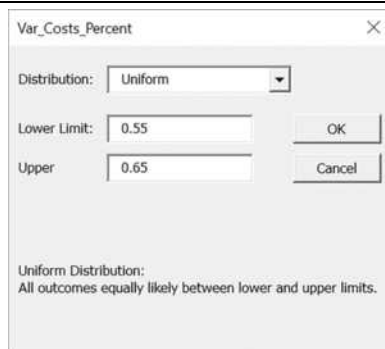 Var_Costs_Percent
Distribution: Uniform
Lower Limit: 0.55 OK
Upper 0.65 Cancel
Uniform Distribution:
All outcomes equally likely between lower and upper limits.